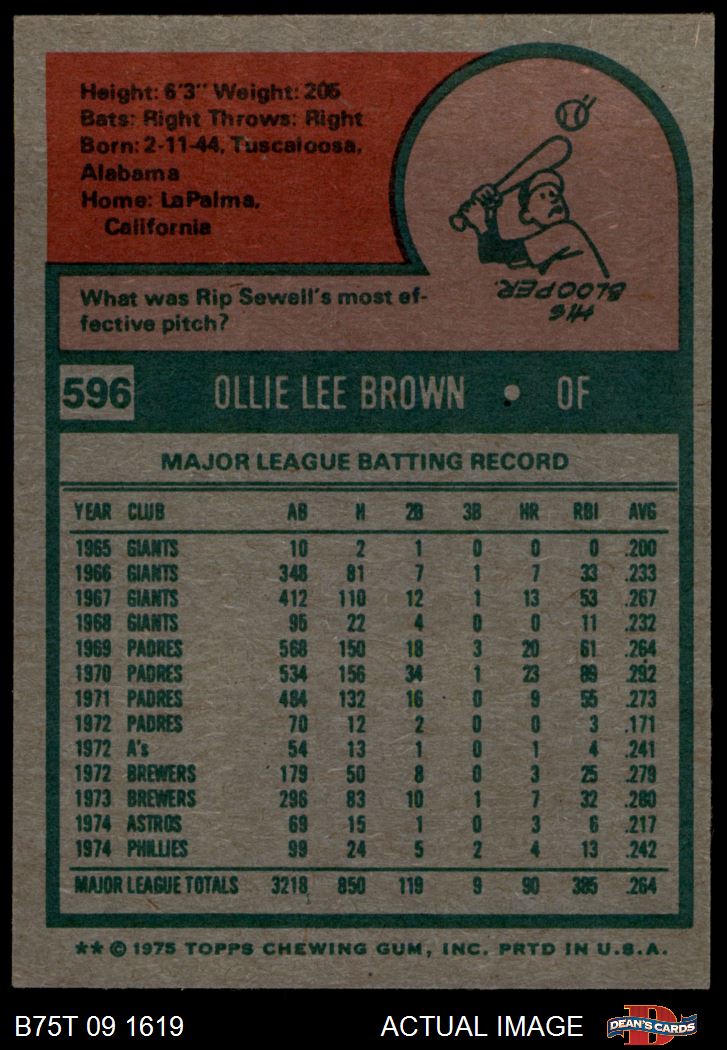 Height: 6'3" Weight: 205
Bats: Right Throws: Right
Born: 2-11-44, Tuscaloosa,
Alabama
Home: LaPalma,
California
HIS
BLOOPER.
What was Rip Sewell's most ef-
fective pitch?
596 OLLIE LEE BROWN • OF
MAJOR LEAGUE BATTING RECORD
YEAR CLUB AB H 2B 3B HR RBI AVG
1965 GIANTS 10 2 1 0 0 0 .200
1966 GIANTS 348 81 7 1 7 33 .233
1967 GIANTS 412 110 12 1 13 53 .267
1968 GIANTS 95 22 4 0 0 11 .232
1969 PADRES 568 150 18 3 20 61 .264
1970 PADRES 534 156 34 1 23 89 .292
1971 PADRES 484 132 16 0 9 55 .273
1972 PADRES 70 12 2 0 0 3 .171
1972 A's 54 13 1 0 1 4 .241
1972 BREWERS 179 50 8 0 3 25 .279
1973 BREWERS 296 83 10 1 7 32 .280
1974 ASTROS 69 15 1 0 3 6 .217
1974 PHILLIES 99 24 5 2 4 13 .242
MAJOR LEAGUE TOTALS 3218 850 119 9 90 385 .264
** © 1975 TOPPS CHEWING GUM, INC. PRTD IN U.S.A.
B75T 09 1619 ACTUAL IMAGE DEAN'S CARDS